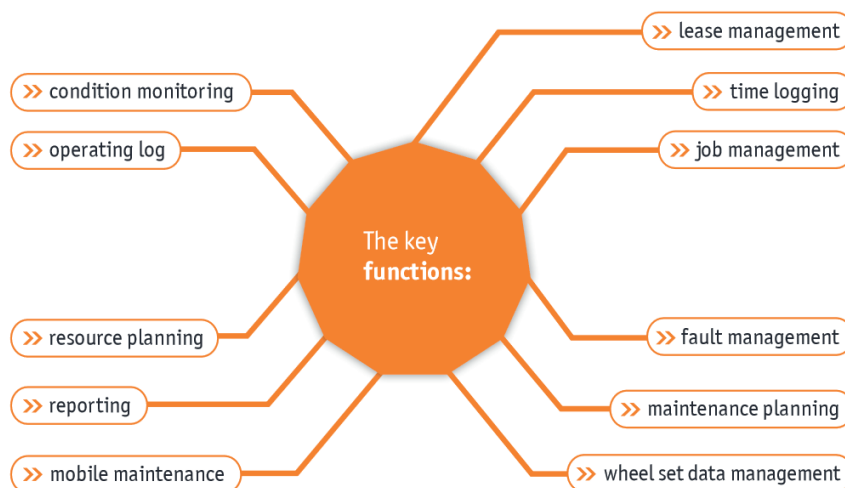 lease management
condition monitoring
time logging
operating log
job management
The key
functions:
resource planning
fault management
reporting
maintenance planning
mobile maintenance
wheel set data management